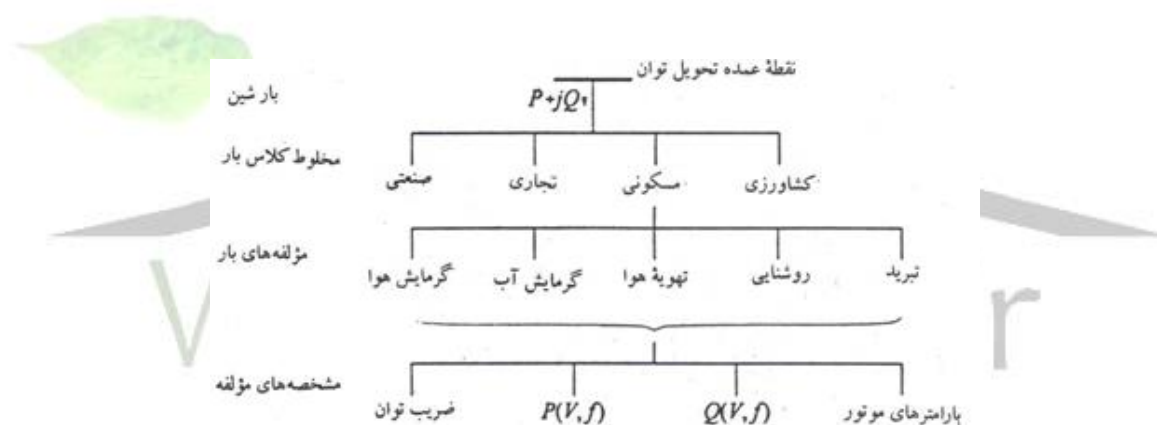 نقطهٔ عمده تحویل توان
بار شین
P+jQ
مخلوط کلاس بار
صنعتی
تجاری
مسکونی
کشاورزی
مؤلفه‌های بار
گرمایش هوا
گرمایش آب
تهویهٔ هوا
روشنایی
تبرید
مشخصه‌های مؤلفه
ضریب توان
P(V,f)
Q(V,f)
پارامترهای موتور